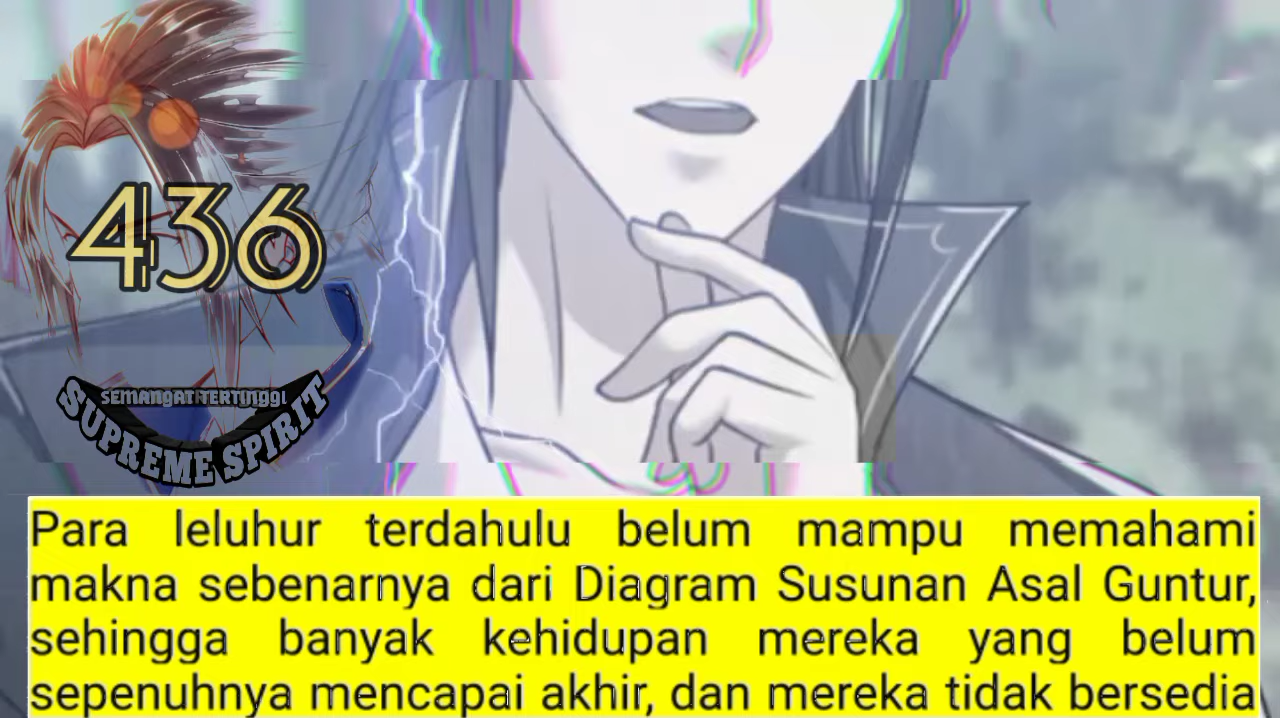 436
SEMANGAT TERTINGGI
SUPREME SPIRIT
Para leluhur terdahulu belum mampu memahami
makna sebenarnya dari Diagram Susunan Asal Guntur,
sehingga banyak kehidupan mereka yang belum
sepenuhnya mencapai akhir, dan mereka tidak bersedia